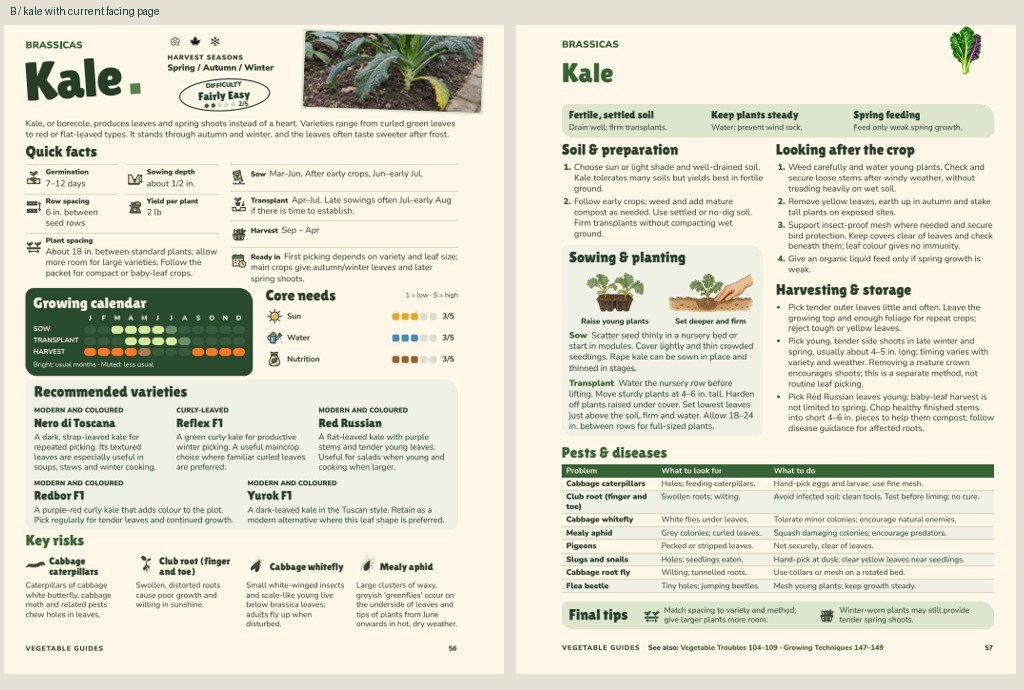 B / kale with current facing page
BRASSICAS
Kale.
HARVEST SEASONS
Spring / Autumn / Winter
DIFFICULTY
Fairly Easy
2/5
Kale, or borecole, produces leaves and spring shoots instead of a heart. Varieties range from curled green leaves
to red or flat-leaved types. It stands through autumn and winter, and the leaves often taste sweeter after frost.
Quick facts
Germination
7–12 days
Sowing depth
about 1/2 in.
Row spacing
6 in. between
seed rows
Yield per plant
2 lb
Plant spacing
About 18 in. between standard plants; allow
more room for large varieties. Follow the
packet for compact or baby-leaf crops.
Sow Mar–Jun. After early crops, Jun–early Jul.
Transplant Apr–Jul. Late sowings often Jul–early Aug
if there is time to establish.
Harvest Sep – Apr
Ready in First picking depends on variety and leaf size;
main crops give autumn/winter leaves and later
spring shoots.
Growing calendar
J F M A M J J A S O N D
SOW
TRANSPLANT
HARVEST
Bright: usual months · Muted: less usual
Core needs
1 = low · 5 = high
Sun 3/5
Water 3/5
Nutrition 3/5
Recommended varieties
MODERN AND COLOURED
Nero di Toscana
A dark, strap-leaved kale for
repeated picking. Its textured
leaves are especially useful in
soups, stews and winter cooking.
CURLY-LEAVED
Reflex F1
A green curly kale for productive
winter picking. A useful maincrop
choice where familiar curled leaves
are preferred.
MODERN AND COLOURED
Red Russian
A flat-leaved kale with purple
stems and tender young leaves.
Useful for salads when young and
cooking when larger.
MODERN AND COLOURED
Redbor F1
A purple-red curly kale that adds colour to the plot.
Pick regularly for tender leaves and continued growth.
MODERN AND COLOURED
Yurok F1
A dark-leaved kale in the Tuscan style. Retain as a
modern alternative where this leaf shape is preferred.
Key risks
Cabbage
caterpillars
Caterpillars of cabbage
white butterfly, cabbage
moth and related pests
chew holes in leaves.
Club root (finger
and toe)
Swollen, distorted roots
cause poor growth and
wilting in sunshine.
Cabbage whitefly
Small white-winged insects
and scale-like young live
below brassica leaves;
adults fly up when
disturbed.
Mealy aphid
Large clusters of waxy,
greyish 'greenflies' occur on
the underside of leaves and
tips of plants from June
onwards in hot, dry weather.
VEGETABLE GUIDES
56
BRASSICAS
Kale
Fertile, settled soil
Drain well; firm transplants.
Keep plants steady
Water; prevent wind rock.
Spring feeding
Feed only weak spring growth.
Soil & preparation
1. Choose sun or light shade and well-drained soil.
Kale tolerates many soils but yields best in fertile
ground.
2. Follow early crops; weed and add mature
compost as needed. Use settled or no-dig soil.
Firm transplants without compacting wet
ground.
Sowing & planting
Raise young plants
Set deeper and firm
Sow Scatter seed thinly in a nursery bed or
start in modules. Cover lightly and thin crowded
seedlings. Rape kale can be sown in place and
thinned in stages.
Transplant Water the nursery row before
lifting. Move sturdy plants at 4–6 in. tall. Harden
off plants raised under cover. Set lowest leaves
just above the soil, firm and water. Allow 18–24
in. between rows for full-sized plants.
Looking after the crop
1. Weed carefully and water young plants. Check and
secure loose stems after windy weather, without
treading heavily on wet soil.
2. Remove yellow leaves, earth up in autumn and stake
tall plants on exposed sites.
3. Support insect-proof mesh where needed and secure
bird protection. Keep covers clear of leaves and check
beneath them; leaf colour gives no immunity.
4. Give an organic liquid feed only if spring growth is
weak.
Harvesting & storage
• Pick tender outer leaves little and often. Leave the
growing top and enough foliage for repeat crops;
reject tough or yellow leaves.
• Pick young, tender side shoots in late winter and
spring, usually about 4–5 in. long; timing varies with
variety and weather. Removing a mature crown
encourages shoots; this is a separate method, not
routine leaf picking.
• Pick Red Russian leaves young; baby-leaf harvest is
not limited to spring. Chop healthy finished stems
into short 4–6 in. pieces to help them compost; follow
disease guidance for affected roots.
Pests & diseases
Problem What to look for What to do
Cabbage caterpillars Holes; feeding caterpillars. Hand-pick eggs and larvae; use fine mesh.
Club root (finger and Swollen roots; wilting. Avoid infected soil; clean tools. Test before liming; no cure.
toe)
Cabbage whitefly White flies under leaves. Tolerate minor colonies; encourage natural enemies.
Mealy aphid Grey colonies; curled leaves. Squash damaging colonies; encourage predators.
Pigeons Pecked or stripped leaves. Net securely, clear of leaves.
Slugs and snails Holes; seedlings eaten. Hand-pick at dusk; clear yellow leaves near seedlings.
Cabbage root fly Wilting; tunnelled roots. Use collars or mesh on a rotated bed.
Flea beetle Tiny holes; jumping beetles. Mesh young plants; keep growth steady.
Final tips
Match spacing to variety and method;
give larger plants more room.
Winter-worn plants may still provide
tender spring shoots.
VEGETABLE GUIDES See also: Vegetable Troubles 104–109 · Growing Techniques 147–149
57